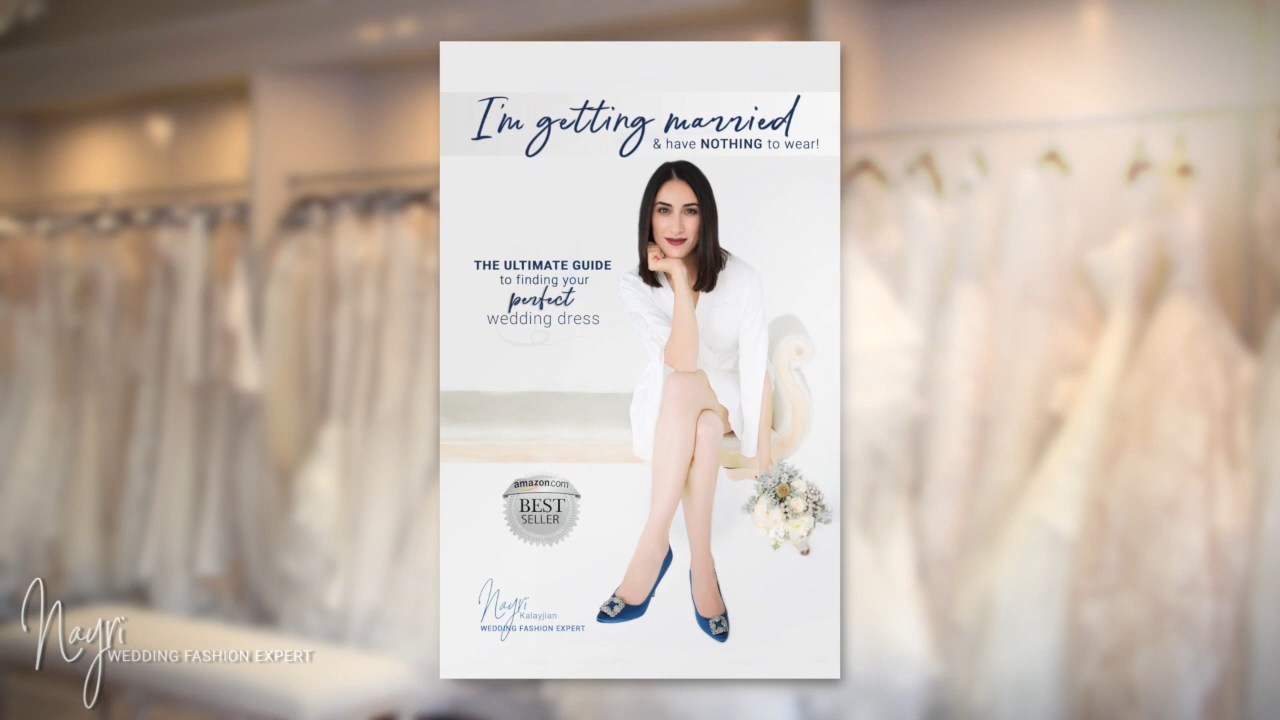 I'm getting married
& have NOTHING to wear!
THE ULTIMATE GUIDE
to finding your
perfect
wedding dress
amazon.com
BEST
SELLER
Nayri
Kalayjian
WEDDING FASHION EXPERT
Nayri
WEDDING FASHION EXPERT